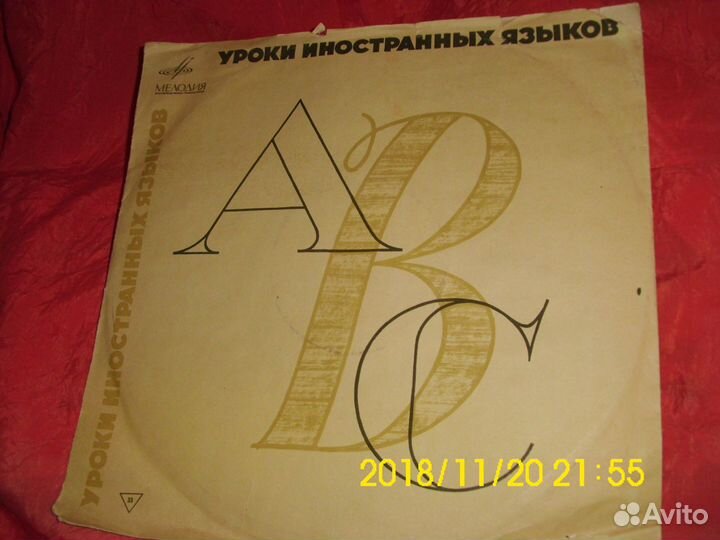 УРОКИ ИНОСТРАННЫХ ЯЗЫКОВ
МЕЛОДИЯ
УРОКИ ИНОСТРАННЫХ ЯЗЫКОВ
A
B
C
2018/11/20 21:55
Avito